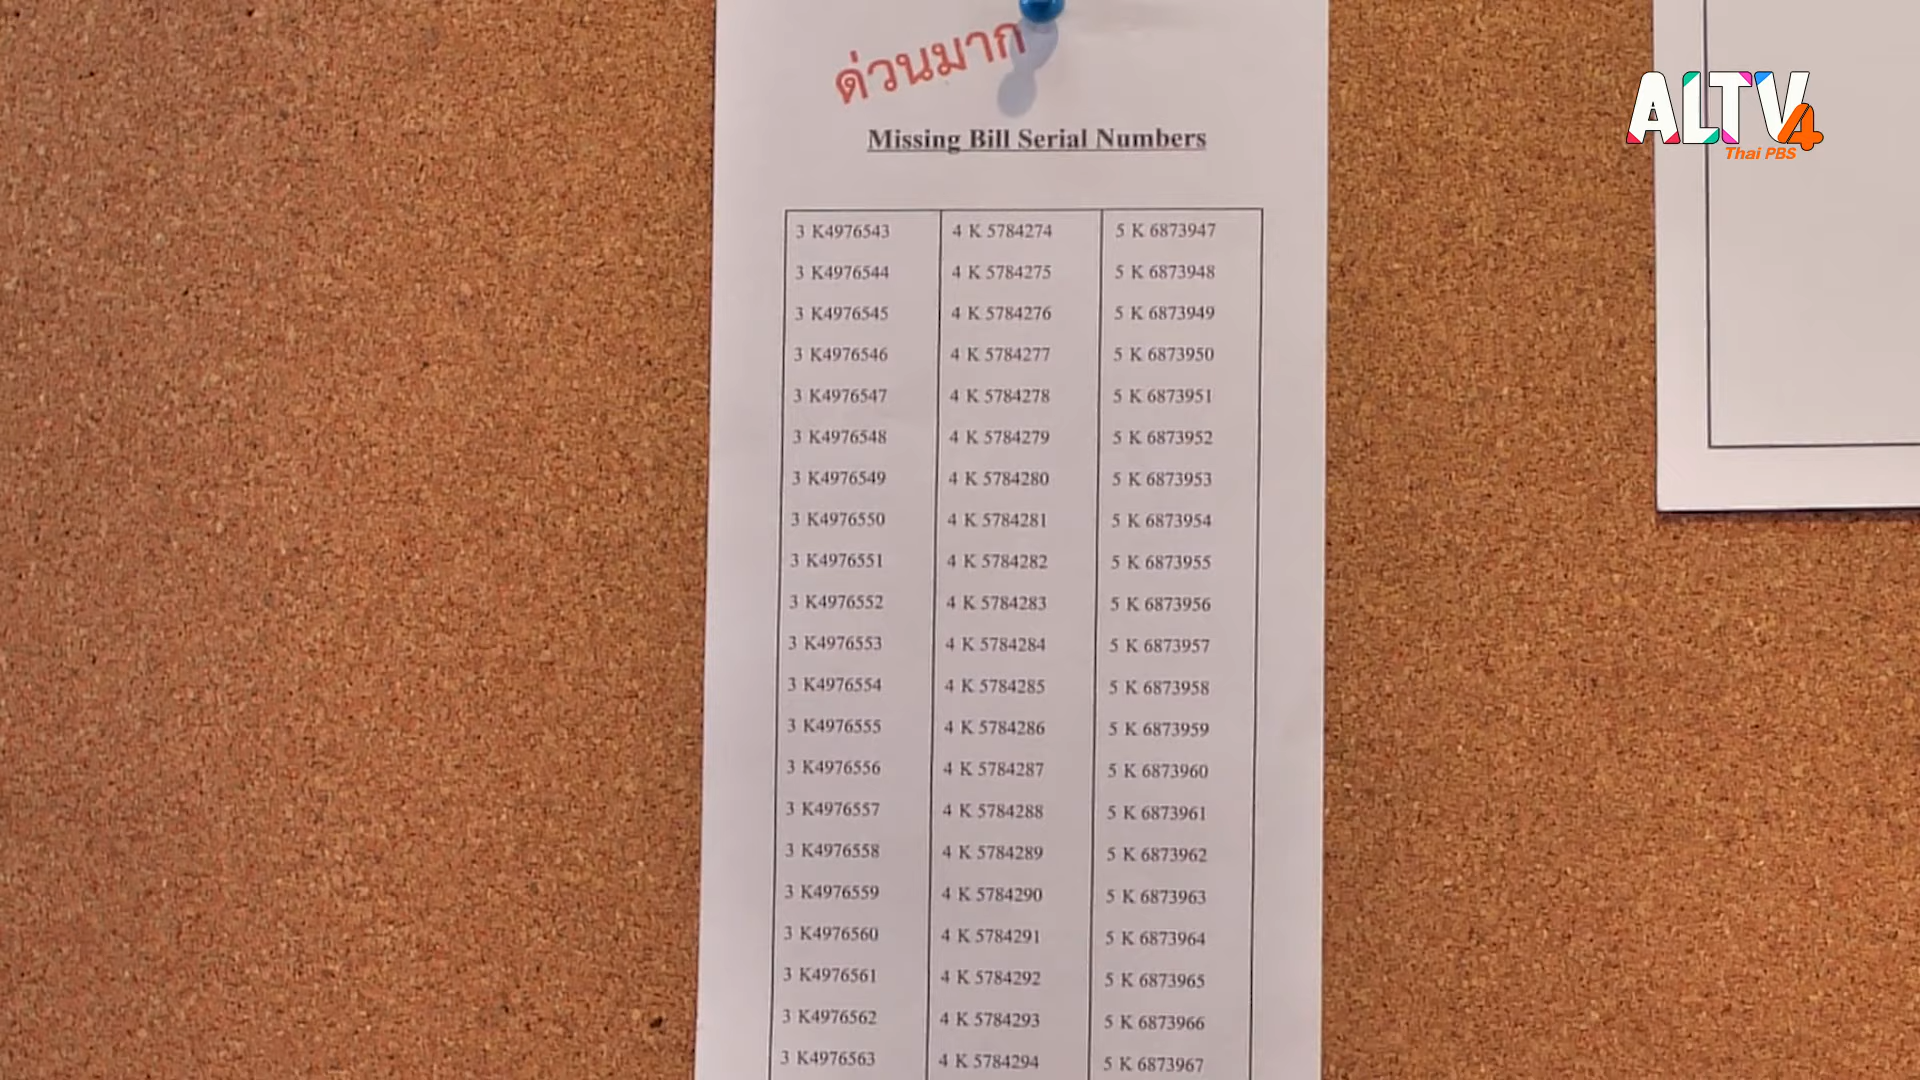 ด่วนมาก
ALTV4
Thai PBS
Missing Bill Serial Numbers
3 K4976543 4 K 5784274 5 K 6873947
3 K4976544 4 K 5784275 5 K 6873948
3 K4976545 4 K 5784276 5 K 6873949
3 K4976546 4 K 5784277 5 K 6873950
3 K4976547 4 K 5784278 5 K 6873951
3 K4976548 4 K 5784279 5 K 6873952
3 K4976549 4 K 5784280 5 K 6873953
3 K4976550 4 K 5784281 5 K 6873954
3 K4976551 4 K 5784282 5 K 6873955
3 K4976552 4 K 5784283 5 K 6873956
3 K4976553 4 K 5784284 5 K 6873957
3 K4976554 4 K 5784285 5 K 6873958
3 K4976555 4 K 5784286 5 K 6873959
3 K4976556 4 K 5784287 5 K 6873960
3 K4976557 4 K 5784288 5 K 6873961
3 K4976558 4 K 5784289 5 K 6873962
3 K4976559 4 K 5784290 5 K 6873963
3 K4976560 4 K 5784291 5 K 6873964
3 K4976561 4 K 5784292 5 K 6873965
3 K4976562 4 K 5784293 5 K 6873966
3 K4976563 4 K 5784294 5 K 6873967